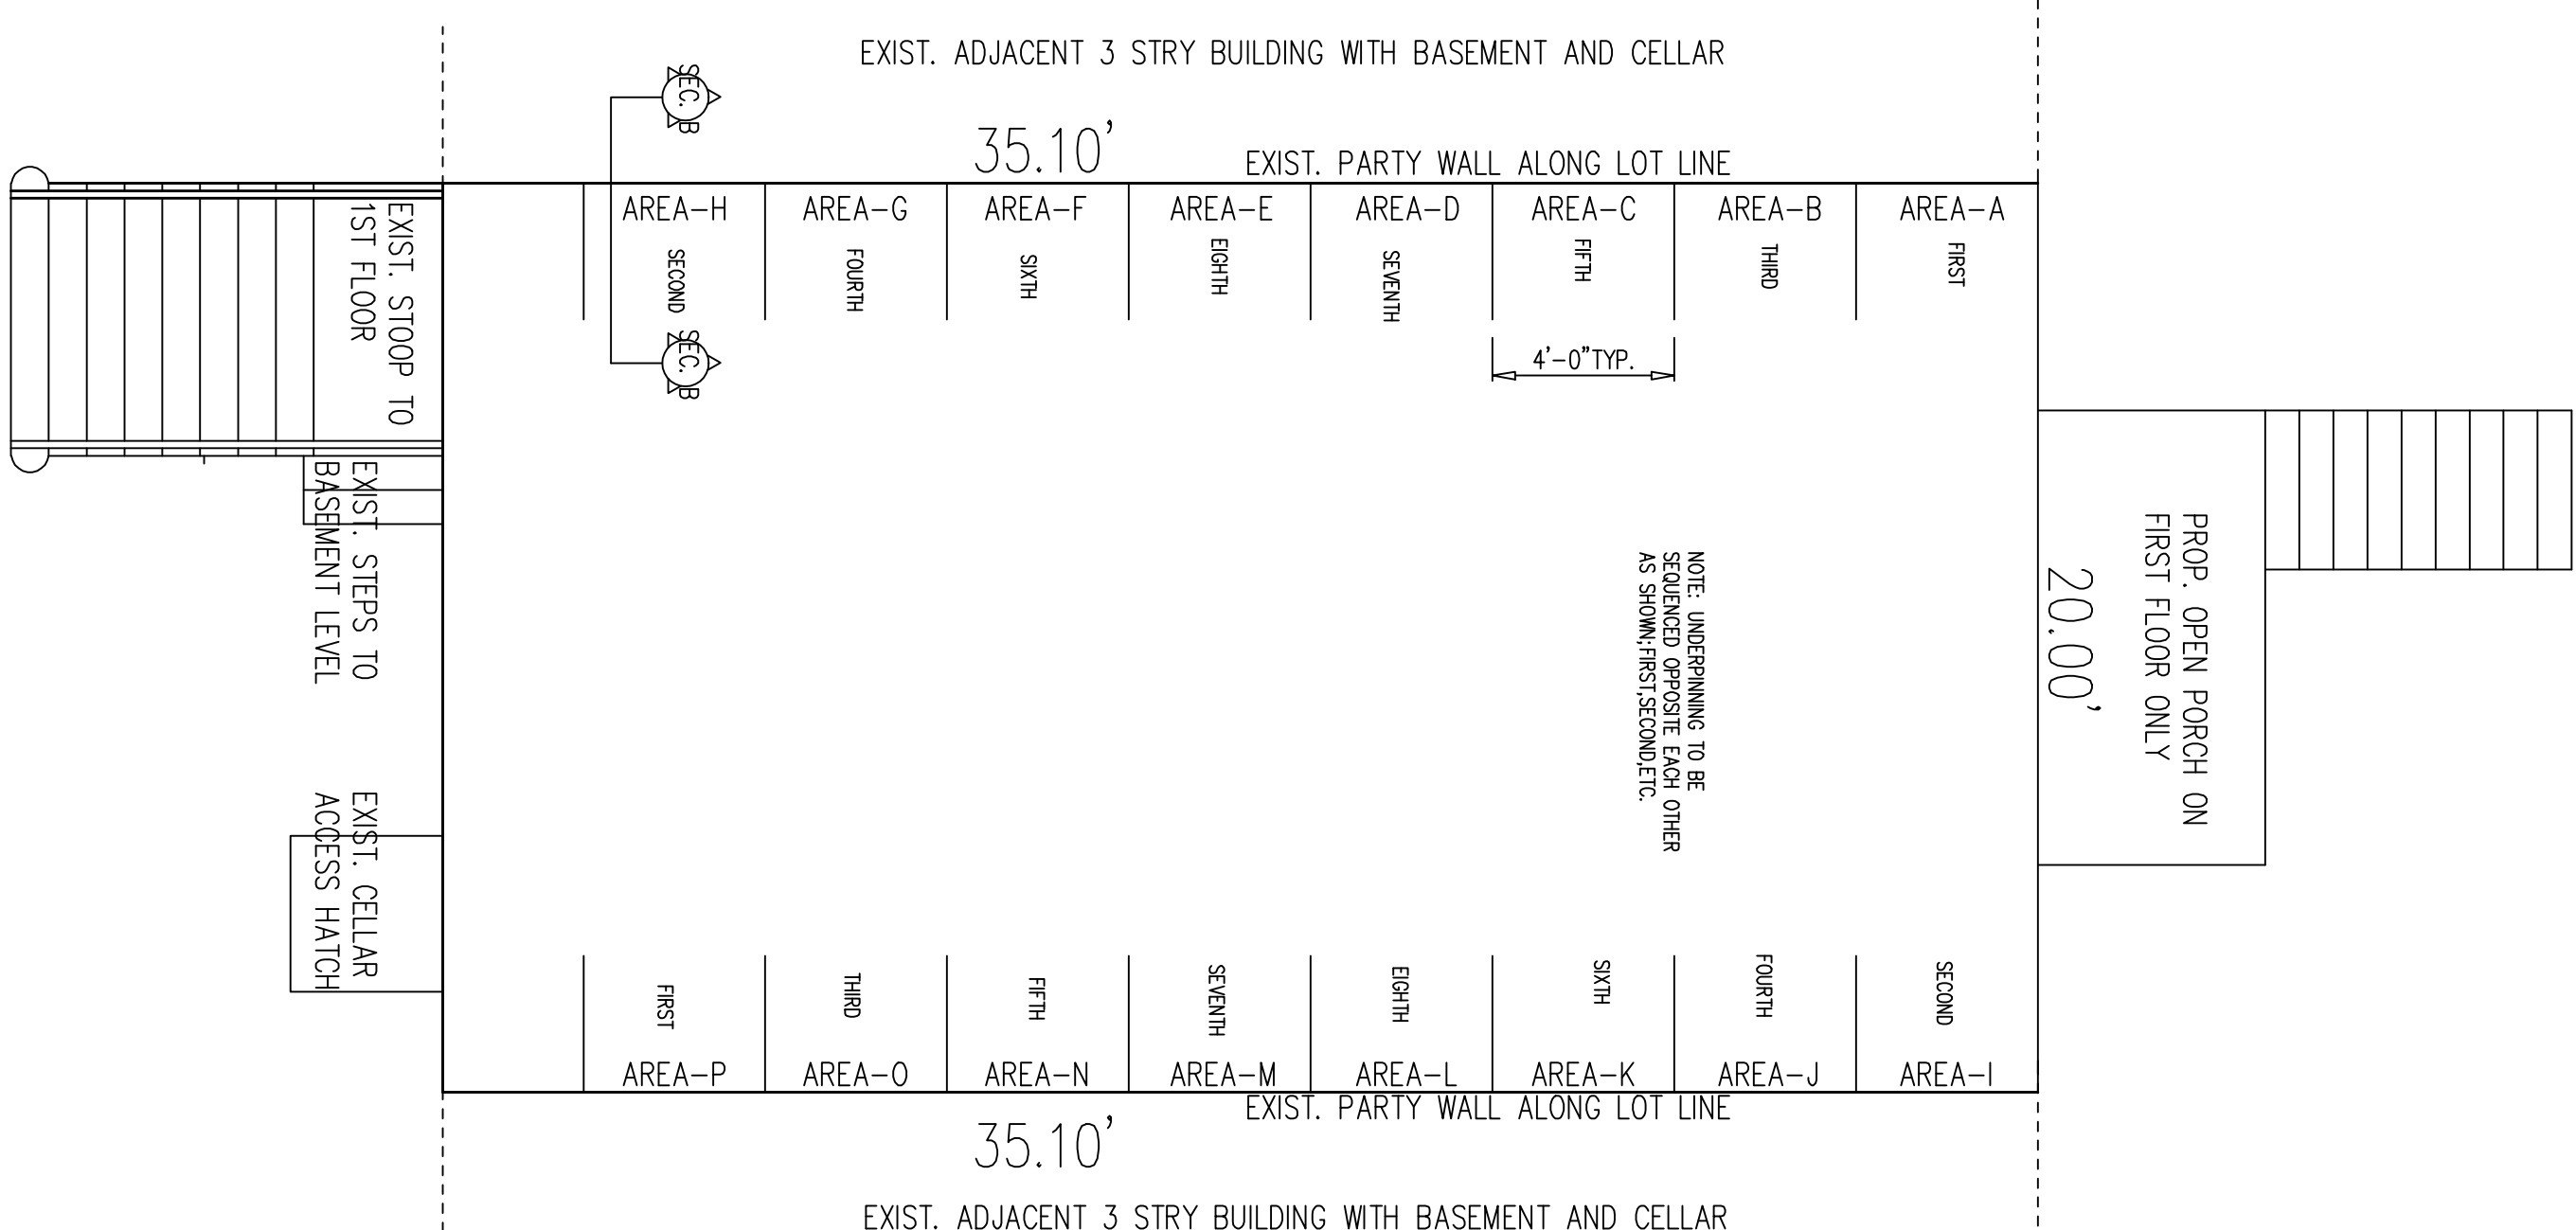 EXIST. ADJACENT 3 STRY BUILDING WITH BASEMENT AND CELLAR
SEC. B
35.10'
EXIST. PARTY WALL ALONG LOT LINE
AREA-H
AREA-G
AREA-F
AREA-E
AREA-D
AREA-C
AREA-B
AREA-A
SECOND
FOURTH
SIXTH
EIGHTH
SEVENTH
FIFTH
THIRD
FIRST
SEC. B
4'-0"TYP.
EXIST. STOOP TO
1ST FLOOR
EXIST. STEPS TO
BASEMENT LEVEL
EXIST. CELLAR
ACCESS HATCH
NOTE: UNDERPINNING TO BE
SEQUENCED OPPOSITE EACH OTHER
AS SHOWN;FIRST,SECOND,ETC.
20.00'
PROP. OPEN PORCH ON
FIRST FLOOR ONLY
FIRST
THIRD
FIFTH
SEVENTH
EIGHTH
SIXTH
FOURTH
SECOND
AREA-P
AREA-O
AREA-N
AREA-M
AREA-L
AREA-K
AREA-J
AREA-I
EXIST. PARTY WALL ALONG LOT LINE
35.10'
EXIST. ADJACENT 3 STRY BUILDING WITH BASEMENT AND CELLAR